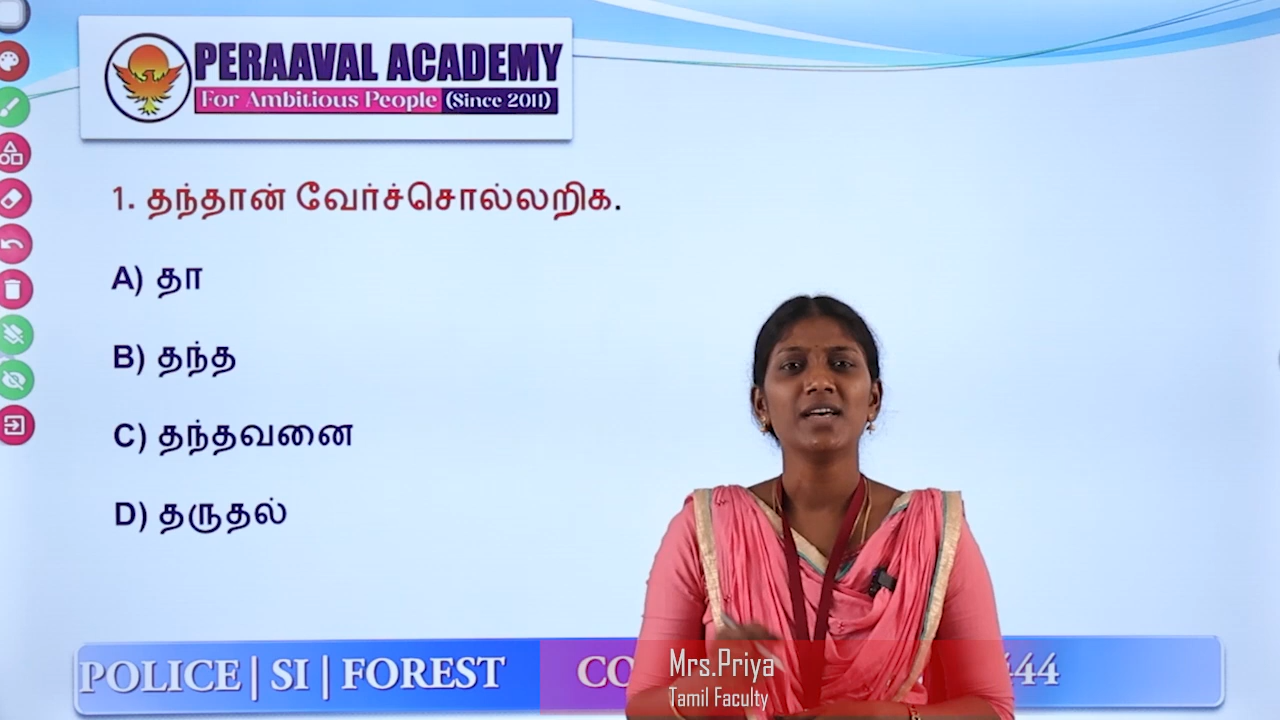 PERAAVAL ACADEMY
For Ambitious People (Since 2011)
1. தந்தான் வேர்ச்சொல்லறிக.
A) தா
B) தந்த
C) தந்தவனை
D) தருதல்
POLICE | SI | FOREST
Mrs.Priya
Tamil Faculty